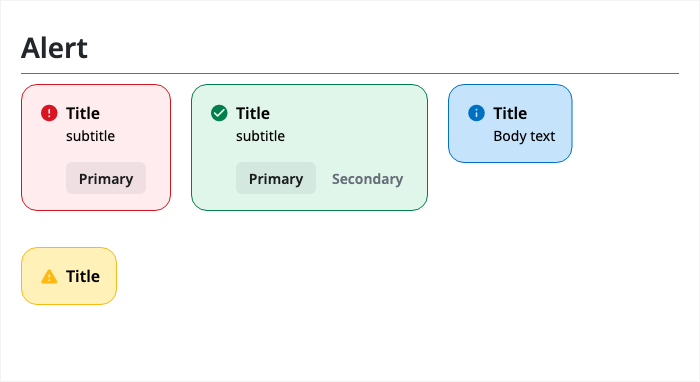 Alert
Title
subtitle
Primary
Title
subtitle
Primary Secondary
Title
Body text
Title